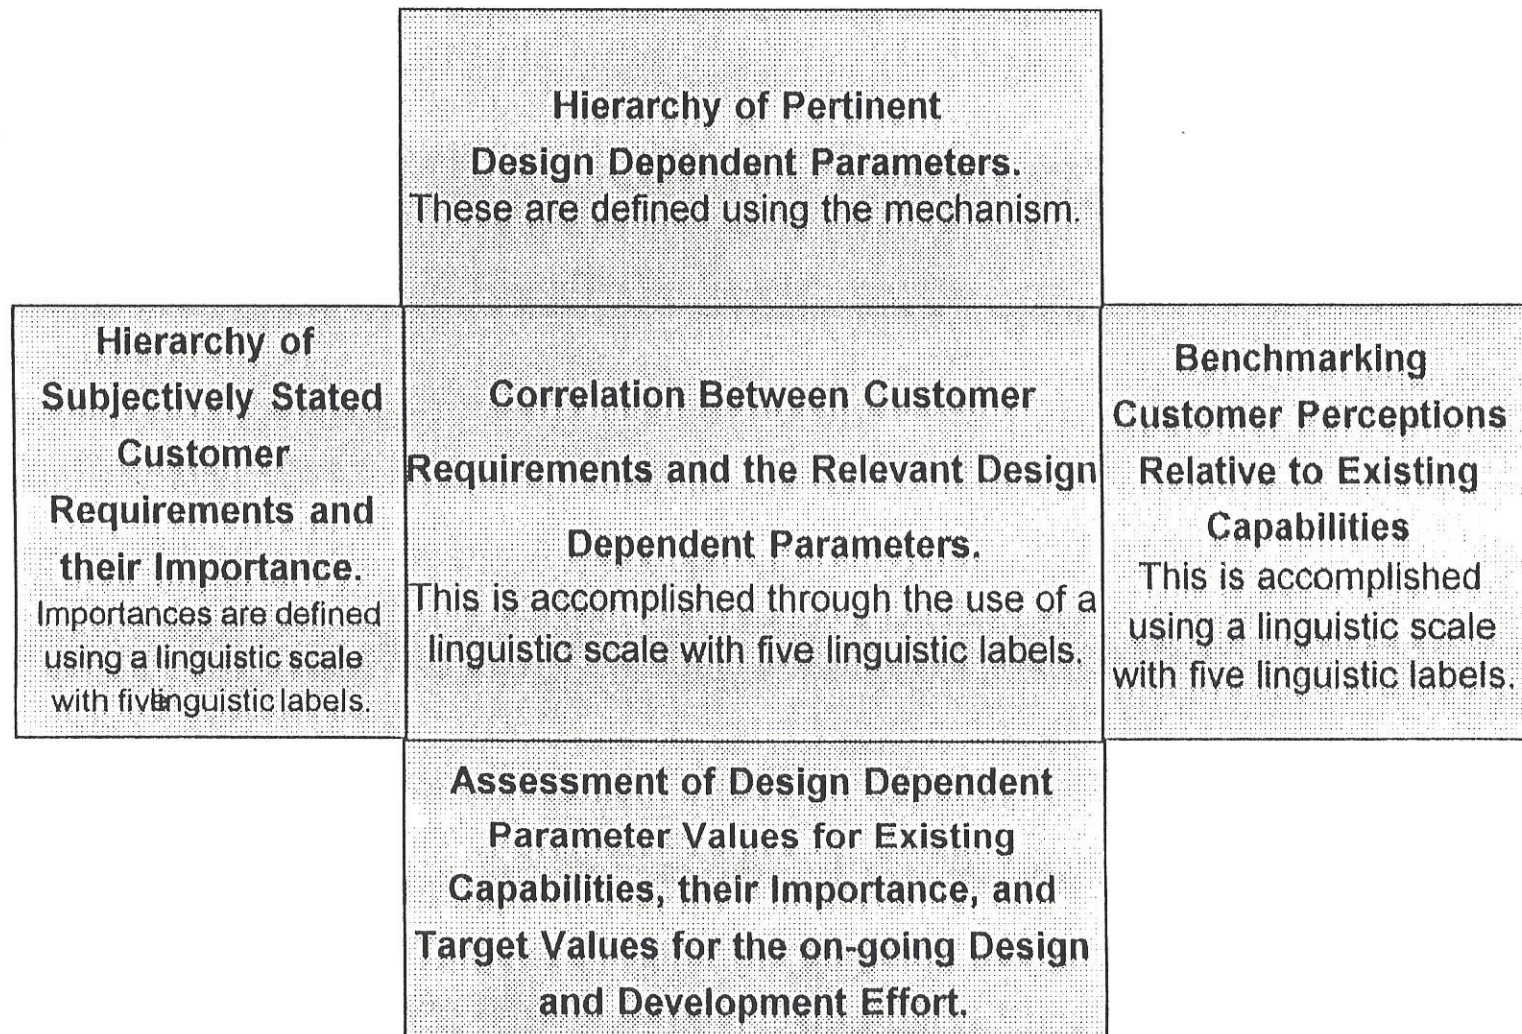 Hierarchy of Pertinent
Design Dependent Parameters.
These are defined using the mechanism.
Hierarchy of
Subjectively Stated
Customer
Requirements and
their Importance.
Importances are defined
using a linguistic scale
with five linguistic labels.
Correlation Between Customer
Requirements and the Relevant Design
Dependent Parameters.
This is accomplished through the use of a
linguistic scale with five linguistic labels.
Benchmarking
Customer Perceptions
Relative to Existing
Capabilities
This is accomplished
using a linguistic scale
with five linguistic labels.
Assessment of Design Dependent
Parameter Values for Existing
Capabilities, their Importance, and
Target Values for the on-going Design
and Development Effort.